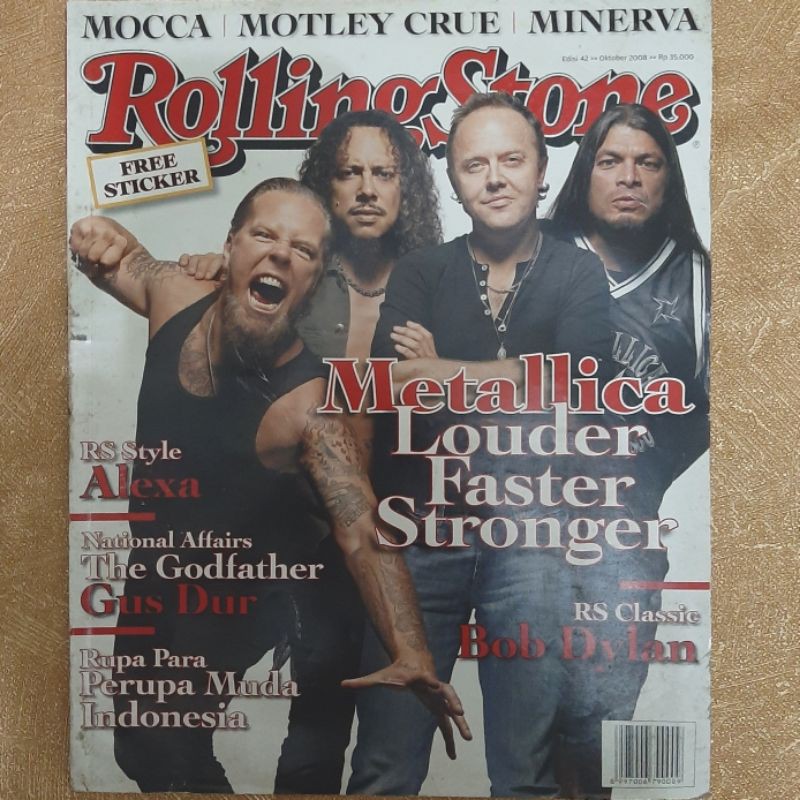 MOCCA | MOTLEY CRUE | MINERVA
Edisi 42 >> Oktober 2008 >> Rp 35.000
RollingStone
®
FREE
STICKER
Metallica
Louder
Faster
Stronger
RS Style
Alexa
National Affairs
The Godfather
Gus Dur
RS Classic
Bob Dylan
Rupa Para
Perupa Muda
Indonesia